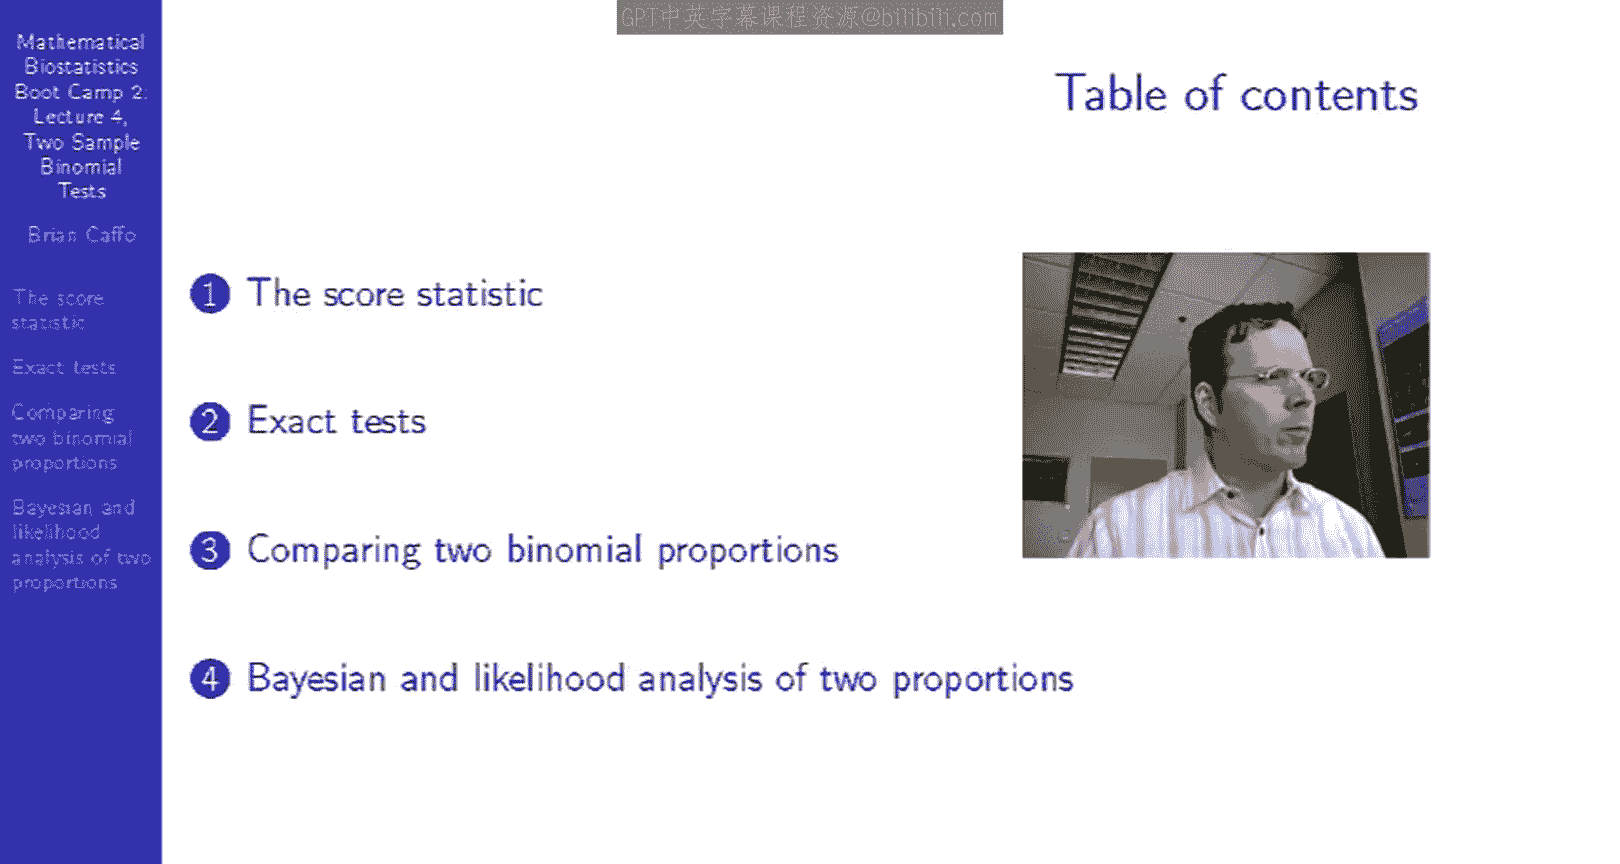 GPT中英字幕课程资源@bilibili.com
Mathematical
Biostatistics
Boot Camp 2:
Lecture 4,
Two Sample
Binomial
Tests
Brian Caffo
The score
statistic
Exact tests
Comparing
two binomial
proportions
Bayesian and
likelihood
analysis of two
proportions
Table of contents
1 The score statistic
2 Exact tests
3 Comparing two binomial proportions
4 Bayesian and likelihood analysis of two proportions